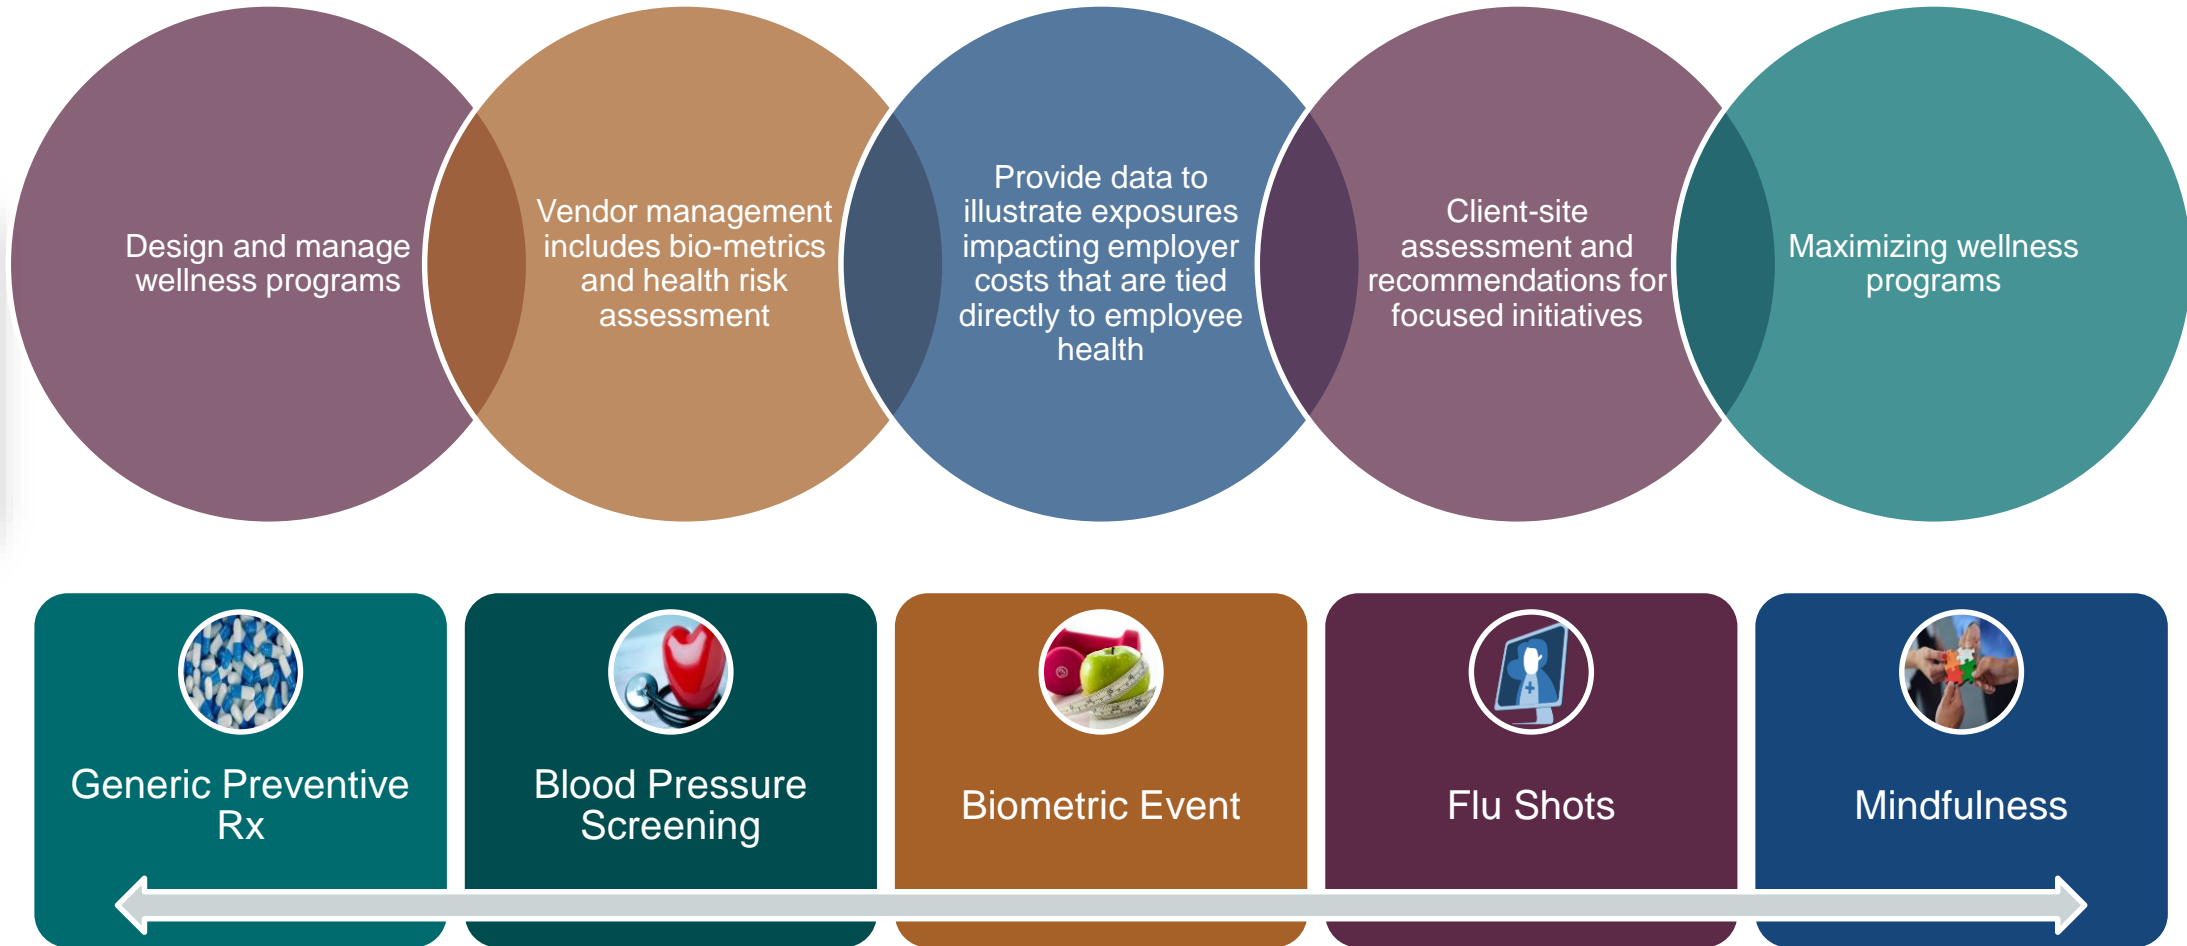 Design and manage
wellness programs
Vendor management
includes bio-metrics
and health risk
assessment
Provide data to
illustrate exposures
impacting employer
costs that are tied
directly to employee
health
Client-site
assessment and
recommendations for
focused initiatives
Maximizing wellness
programs
Generic Preventive
Rx
Blood Pressure
Screening
Biometric Event
Flu Shots
Mindfulness